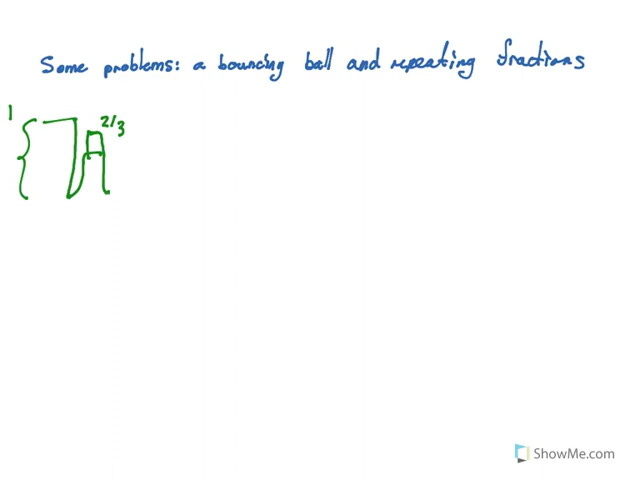 Some problems: a bouncing ball and repeating fractions
1
2/3
ShowMe.com